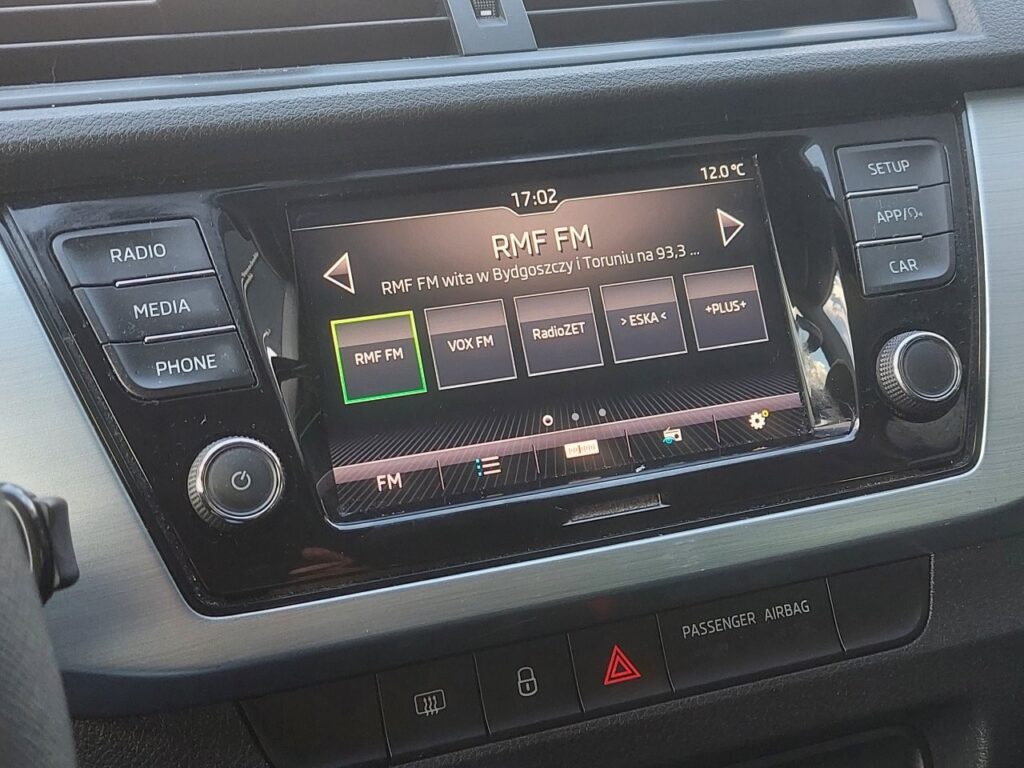 17:02
12.0°C
RMF FM
RMF FM wita w Bydgoszczy i Toruniu na 93,3 ...
RMF FM
VOX FM
RadioZET
>ESKA<
+PLUS+
FM
RADIO
MEDIA
PHONE
SETUP
APP/
CAR
PASSENGER AIRBAG